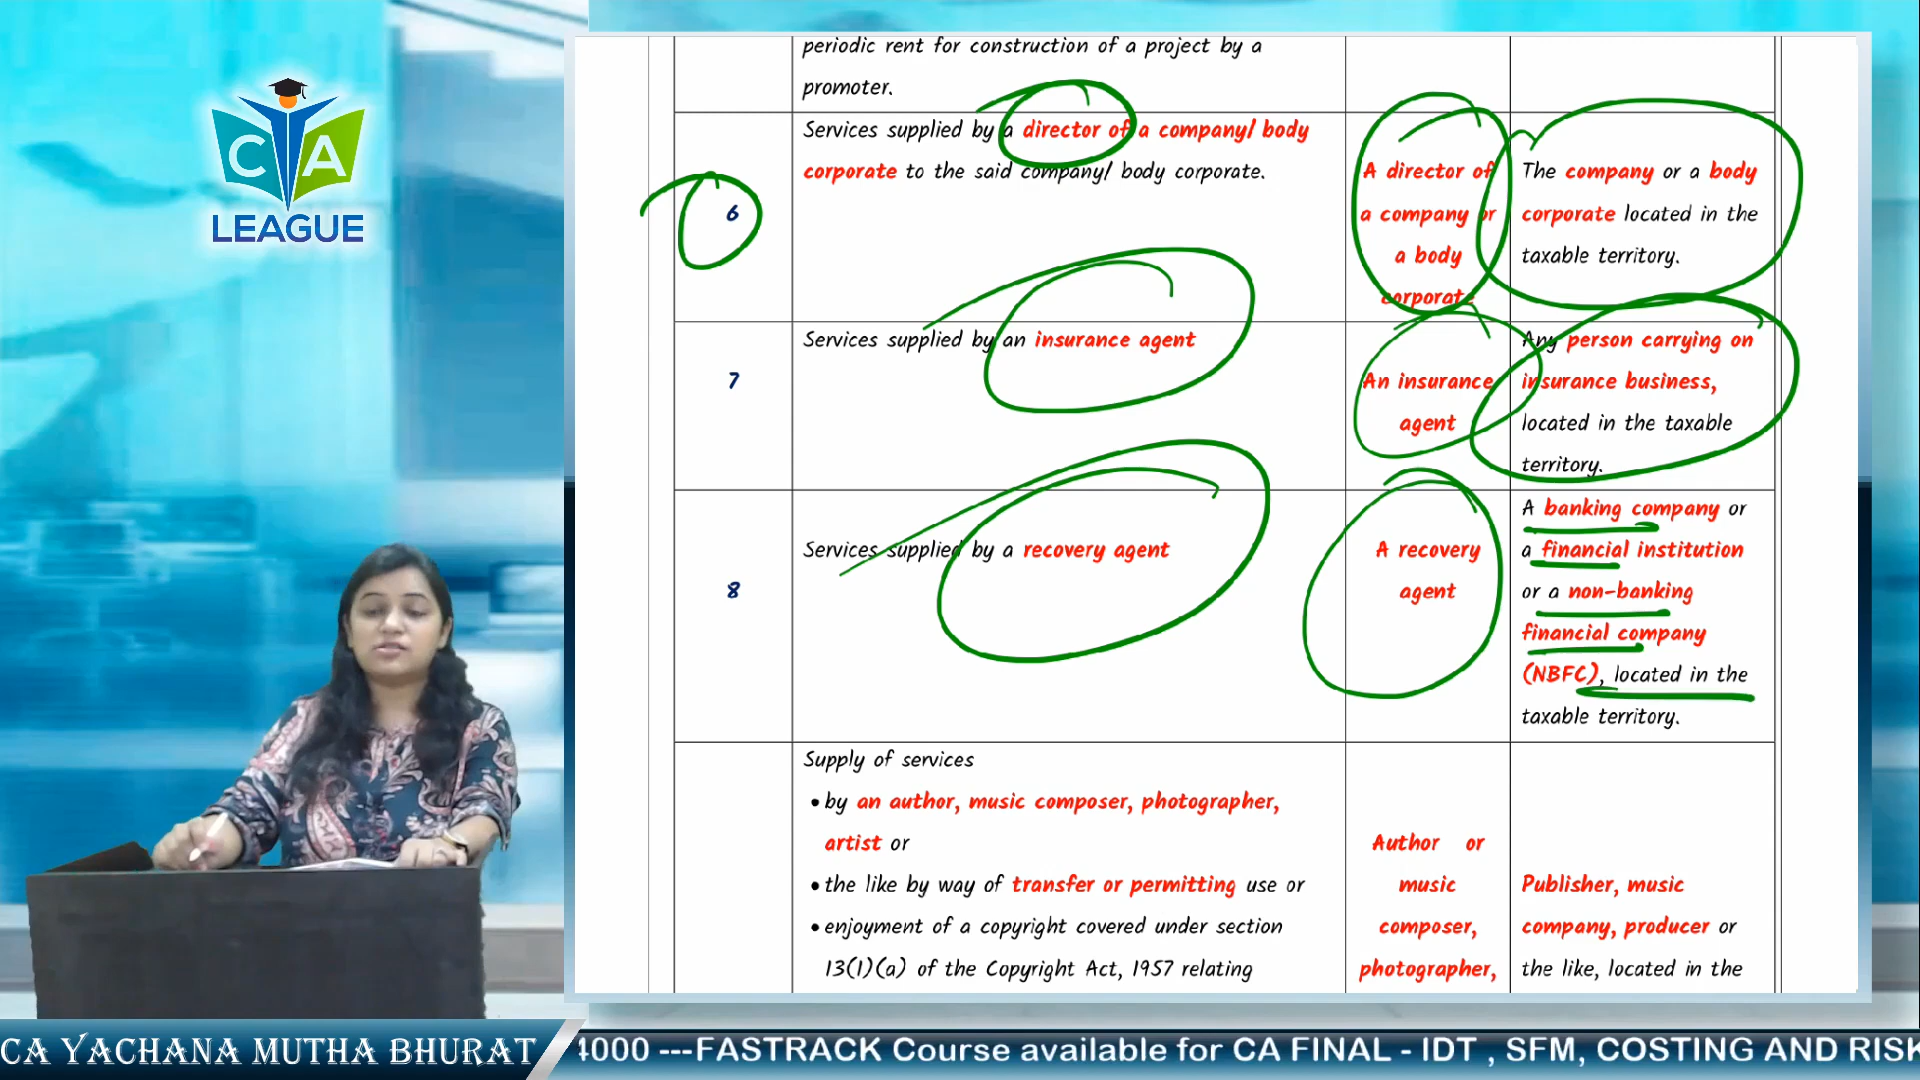 CA
LEAGUE
periodic rent for construction of a project by a
promoter.
6
Services supplied by a director of a company/ body
corporate to the said company/ body corporate.
A director of
a company or
a body
corporate
The company or a body
corporate located in the
taxable territory.
7
Services supplied by an insurance agent
An insurance
agent
Any person carrying on
insurance business,
located in the taxable
territory.
8
Services supplied by a recovery agent
A recovery
agent
A banking company or
a financial institution
or a non-banking
financial company
(NBFC), located in the
taxable territory.
Supply of services
• by an author, music composer, photographer,
artist or
• the like by way of transfer or permitting use or
• enjoyment of a copyright covered under section
13(1)(a) of the Copyright Act, 1957 relating
Author or
music
composer,
photographer,
Publisher, music
company, producer or
the like, located in the
CA YACHANA MUTHA BHURAT
4000 ---FASTRACK Course available for CA FINAL - IDT , SFM, COSTING AND RISK